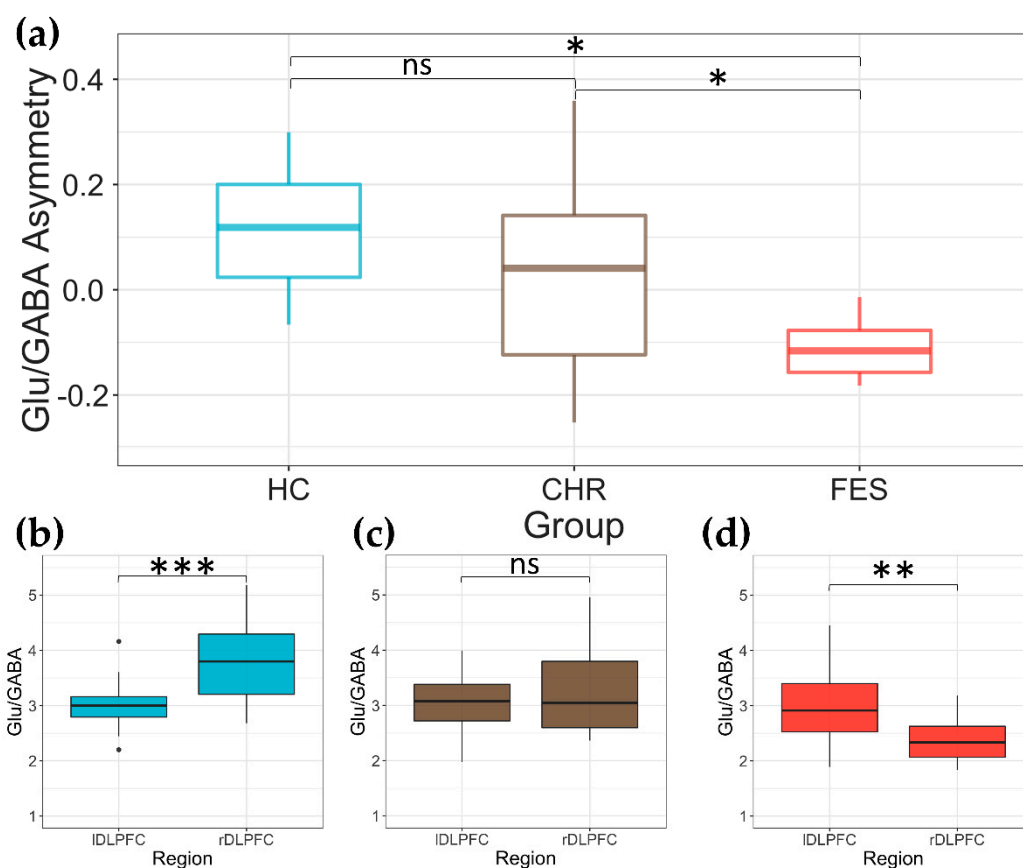 (a)
*
ns
*
Glu/GABA Asymmetry
0.4
0.2
0.0
-0.2
HC
CHR
FES
Group
(b)
***
Glu/GABA
5
4
3
2
1
lDLPFC
rDLPFC
Region
(c)
ns
Glu/GABA
5
4
3
2
1
lDLPFC
rDLPFC
Region
(d)
**
Glu/GABA
5
4
3
2
1
lDLPFC
rDLPFC
Region